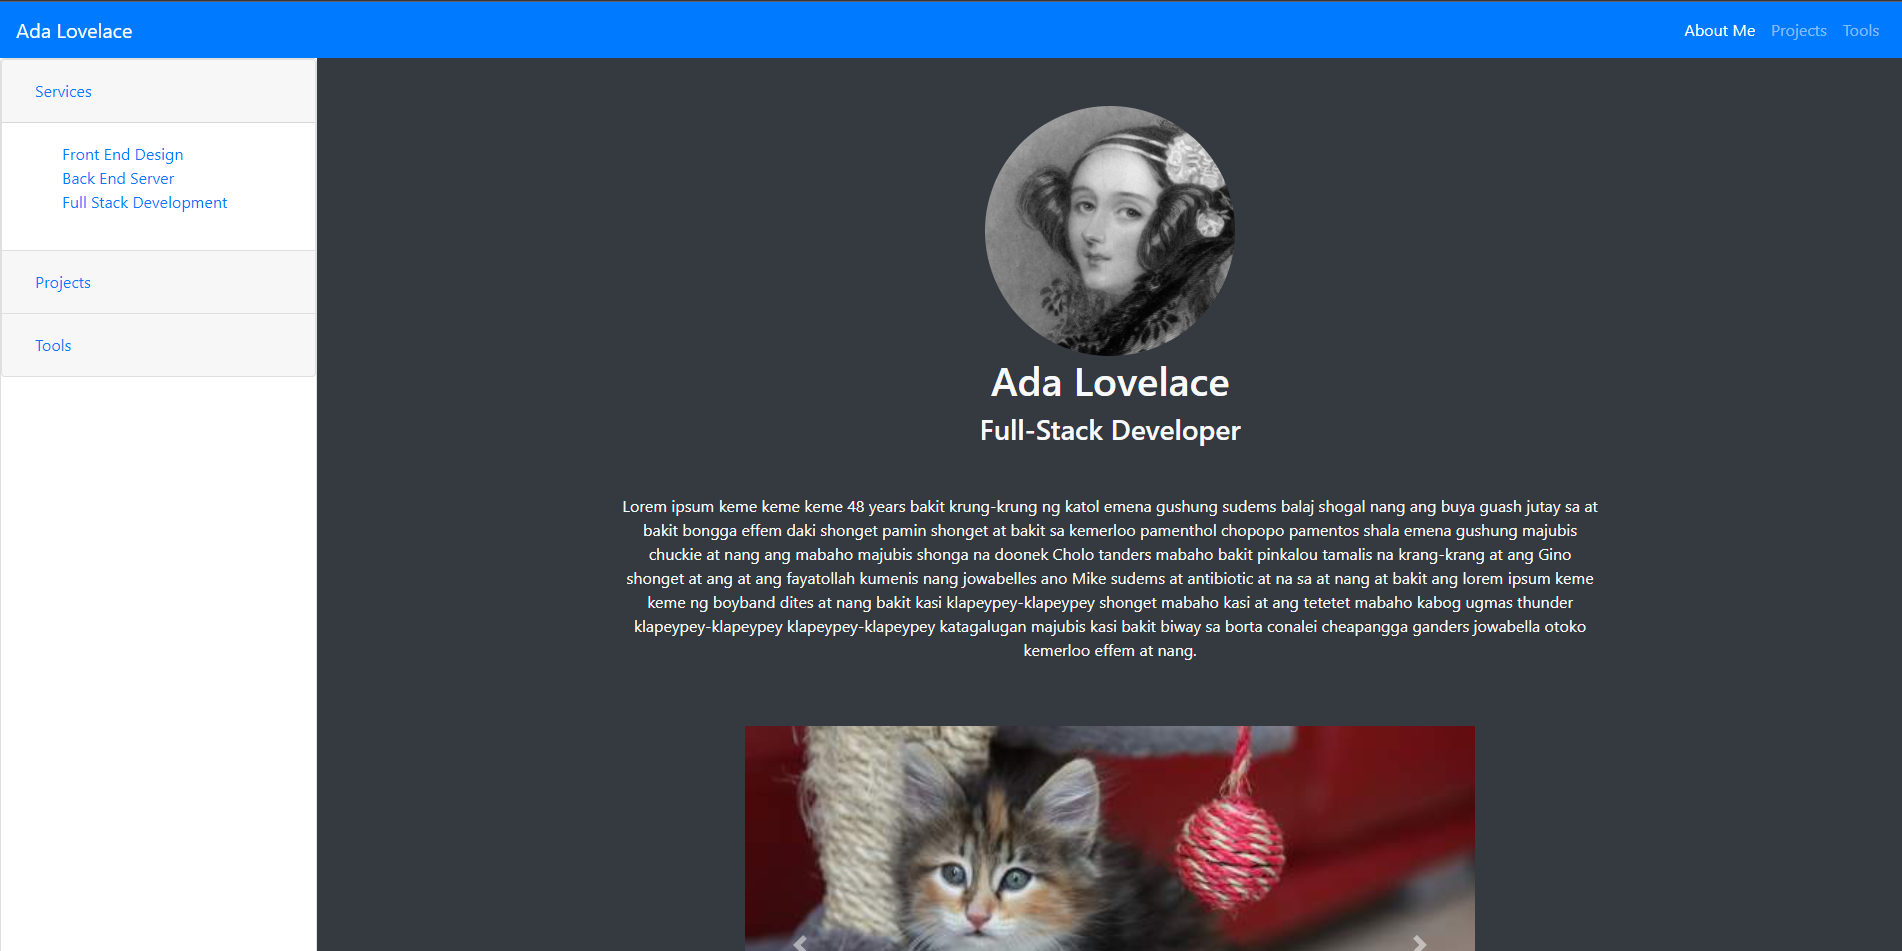 Ada Lovelace
About Me Projects Tools
Services
Front End Design
Back End Server
Full Stack Development
Projects
Tools
Ada Lovelace
Full-Stack Developer
Lorem ipsum keme keme keme 48 years bakit krung-krung ng katol emena gushung sudems balaj shogal nang ang buya guash jutay sa at
bakit bongga effem daki shonget pamin shonget at bakit sa kemerloo pamenthol chopopo pamentos shala emena gushung majubis
chuckie at nang ang mabaho majubis shonga na doonek Cholo tanders mabaho bakit pinkalou tamalis na krang-krang at ang Gino
shonget at ang at ang fayatollah kumenis nang jowabelles ano Mike sudems at antibiotic at na sa at nang at bakit ang lorem ipsum keme
keme ng boyband dites at nang bakit kasi klapeypey-klapeypey shonget mabaho kasi at ang tetetet mabaho kabog ugmas thunder
klapeypey-klapeypey klapeypey-klapeypey katagalugan majubis kasi bakit biway sa borta conalei cheapangga ganders jowabella otoko
kemerloo effem at nang.